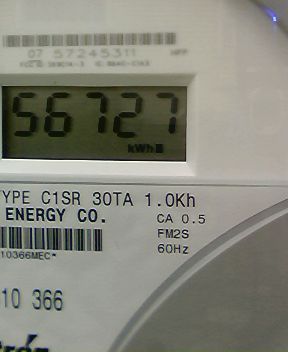 07 57245311
56727
kWh
TYPE C1SR 30TA 1.0Kh
ENERGY CO. CA 0.5
FM2S
10366MEC* 60Hz
10 366